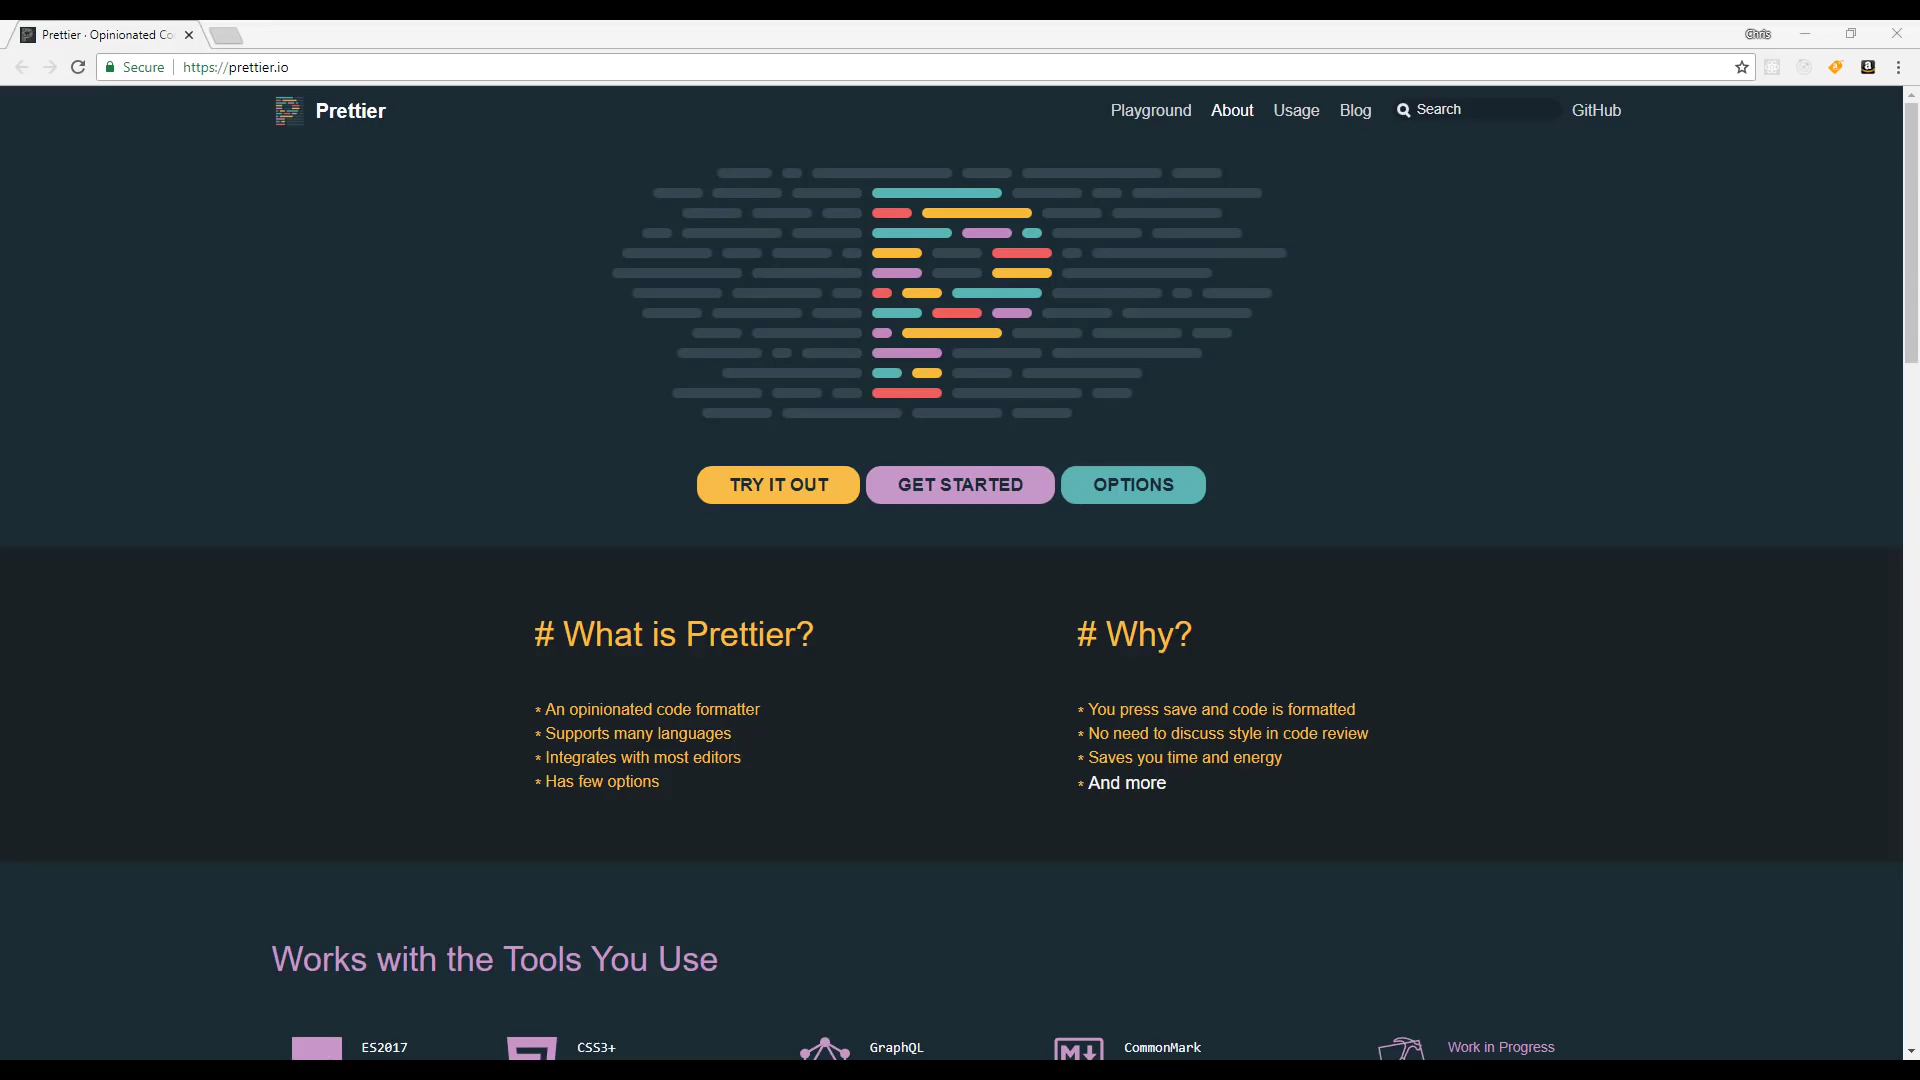 Prettier · Opinionated Co
Chris
Secure
https://prettier.io
Prettier
Playground
About
Usage
Blog
Search
GitHub
TRY IT OUT
GET STARTED
OPTIONS
# What is Prettier?
* An opinionated code formatter
* Supports many languages
* Integrates with most editors
* Has few options
# Why?
* You press save and code is formatted
* No need to discuss style in code review
* Saves you time and energy
* And more
Works with the Tools You Use
ES2017
CSS3+
GraphQL
CommonMark
Work in Progress